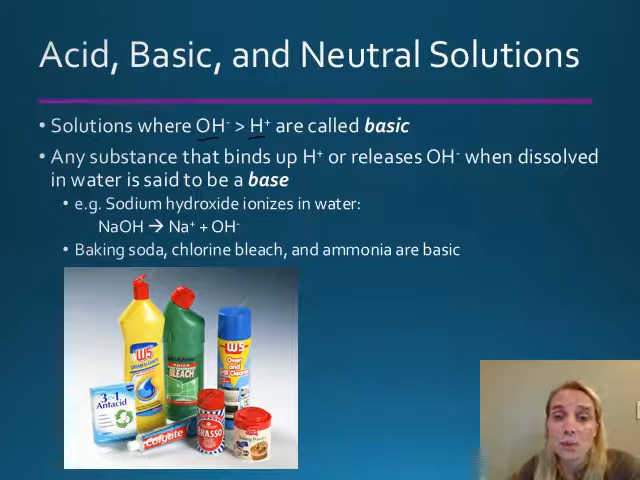 Acid, Basic, and Neutral Solutions
• Solutions where OH⁻ > H⁺ are called basic
• Any substance that binds up H⁺ or releases OH⁻ when dissolved
in water is said to be a base
• e.g. Sodium hydroxide ionizes in water:
NaOH → Na⁺ + OH⁻
• Baking soda, chlorine bleach, and ammonia are basic
W5
THICK
BLEACH
W5
Oven
and
Cleaner
3 in 1
Antacid
Colgate
BRASSO